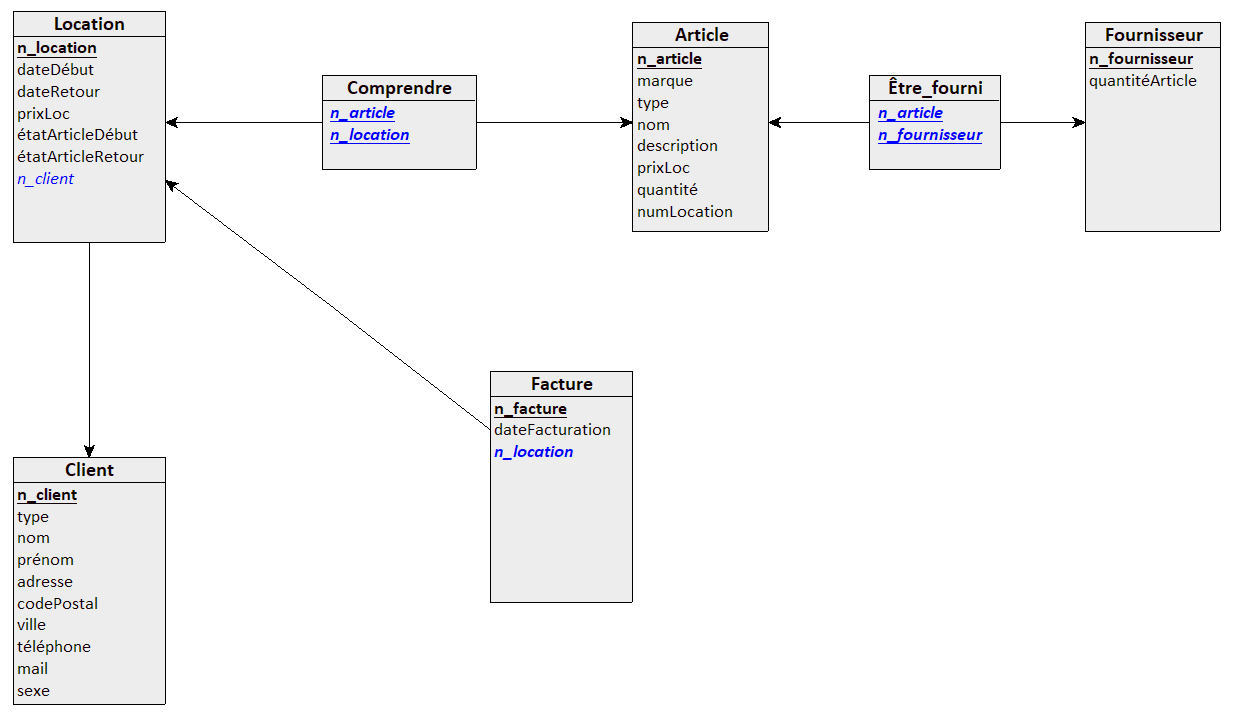 Location
n_location
dateDébut
dateRetour
prixLoc
étatArticleDébut
étatArticleRetour
n_client
Comprendre
n_article
n_location
Article
n_article
marque
type
nom
description
prixLoc
quantité
numLocation
Être_fourni
n_article
n_fournisseur
Fournisseur
n_fournisseur
quantitéArticle
Facture
n_facture
dateFacturation
n_location
Client
n_client
type
nom
prénom
adresse
codePostal
ville
téléphone
mail
sexe